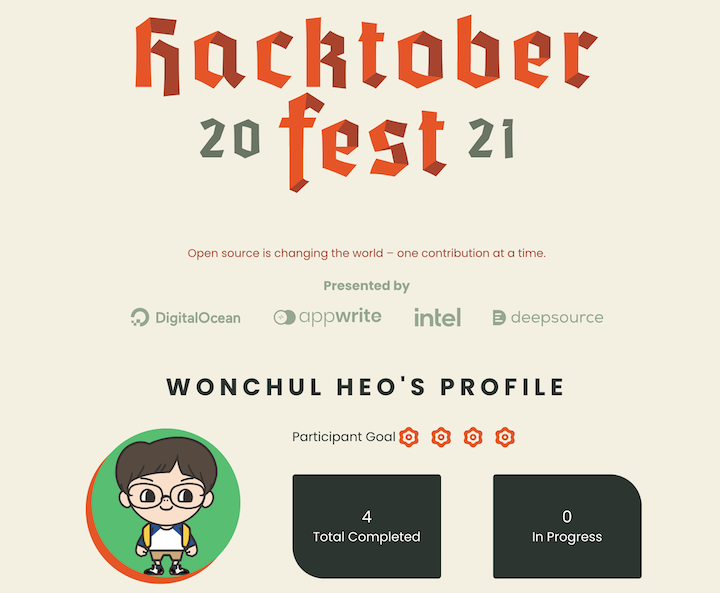 hacktober
20 fest 21
Open source is changing the world – one contribution at a time.
Presented by
DigitalOcean appwrite intel deepsource
WONCHUL HEO'S PROFILE
Participant Goal
4
Total Completed
0
In Progress